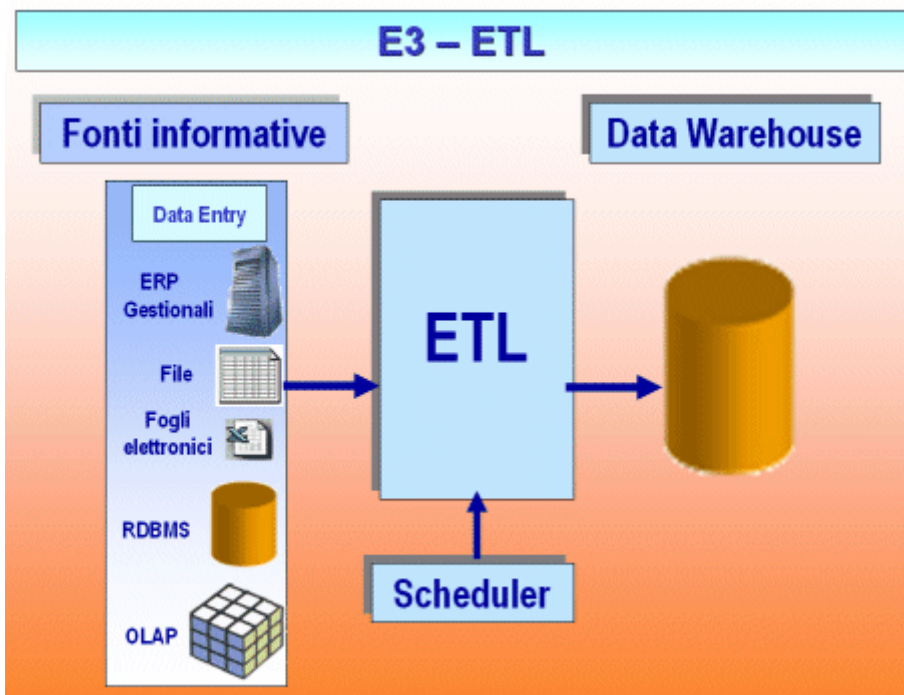 E3 – ETL
Fonti informative
Data Warehouse
Data Entry
ERP
Gestionali
File
Fogli
elettronici
RDBMS
OLAP
ETL
Scheduler